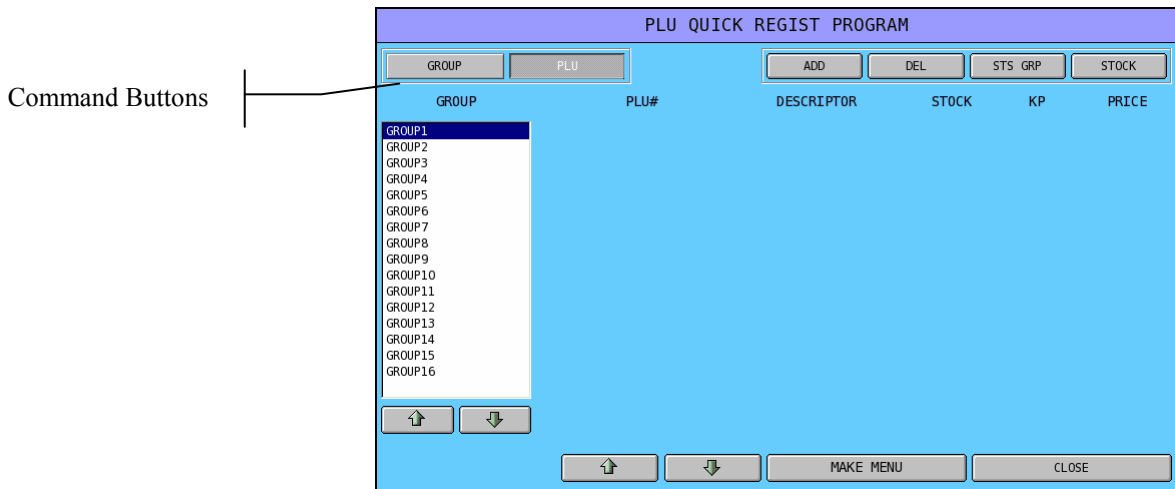 PLU QUICK REGIST PROGRAM
GROUP PLU ADD DEL STS GRP STOCK
Command Buttons
GROUP PLU# DESCRIPTOR STOCK KP PRICE
GROUP1
GROUP2
GROUP3
GROUP4
GROUP5
GROUP6
GROUP7
GROUP8
GROUP9
GROUP10
GROUP11
GROUP12
GROUP13
GROUP14
GROUP15
GROUP16
MAKE MENU CLOSE